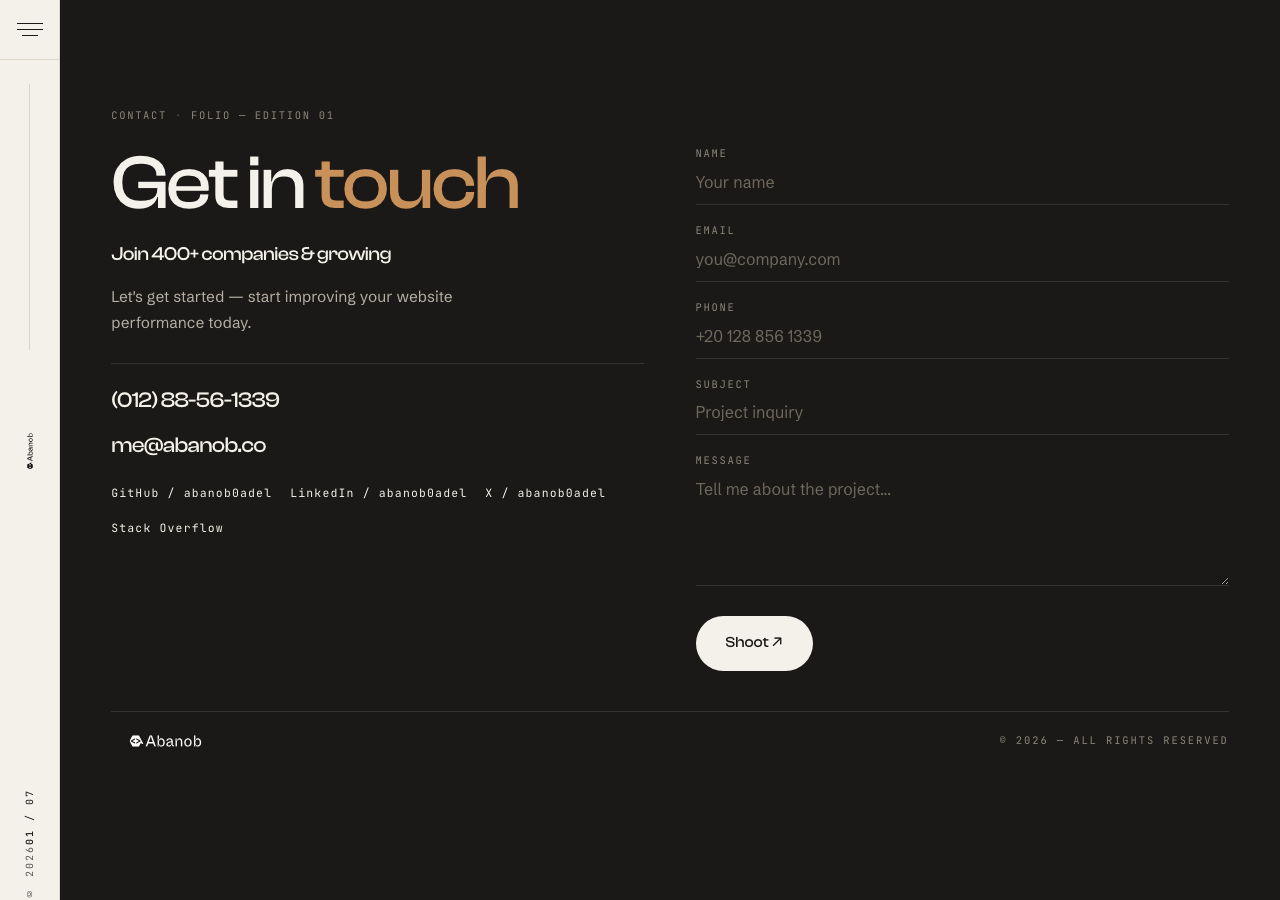 CONTACT · FOLIO — EDITION 01
Get in touch
Join 400+ companies & growing
Let's get started — start improving your website
performance today.
(012) 88-56-1339
me@abanob.co
GitHub / abanob0adel LinkedIn / abanob0adel X / abanob0adel
Stack Overflow
NAME
Your name
EMAIL
you@company.com
PHONE
+20 128 856 1339
SUBJECT
Project inquiry
MESSAGE
Tell me about the project…
Shoot ↗
Abanob
© 2026 — ALL RIGHTS RESERVED
Abanob
01 / 07
© 2026